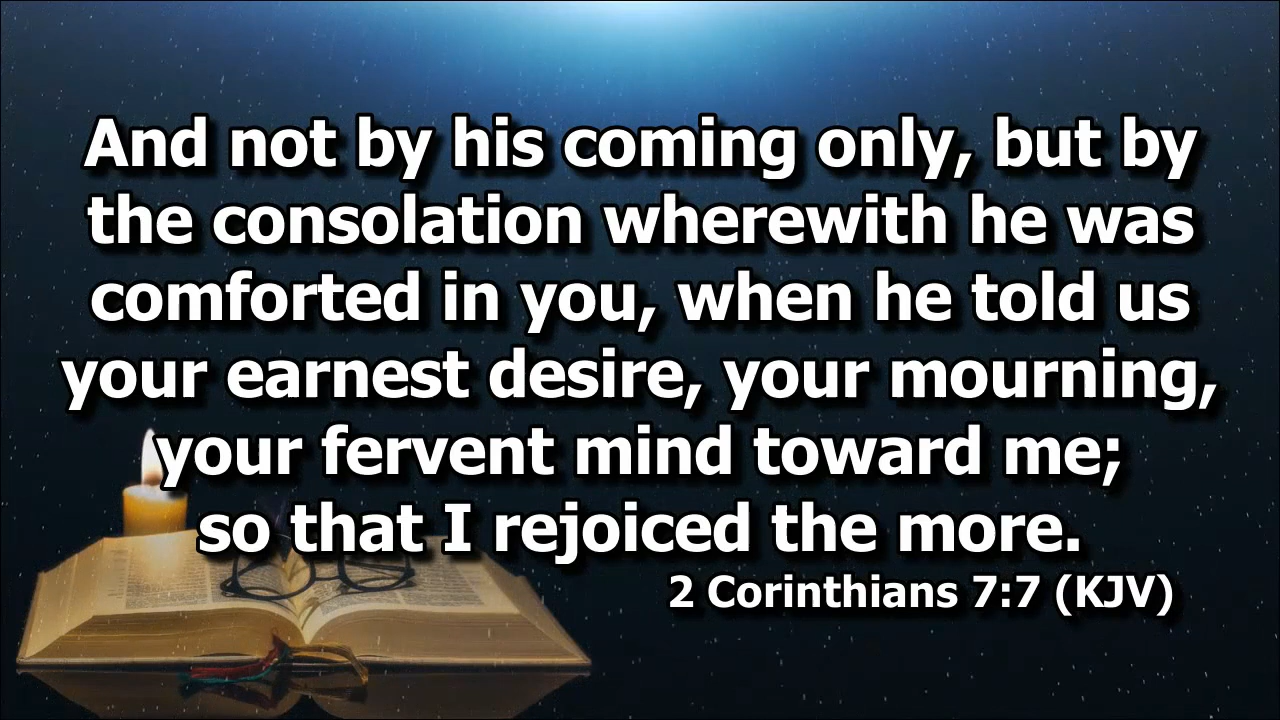 And not by his coming only, but by
the consolation wherewith he was
comforted in you, when he told us
your earnest desire, your mourning,
your fervent mind toward me;
so that I rejoiced the more.
2 Corinthians 7:7 (KJV)